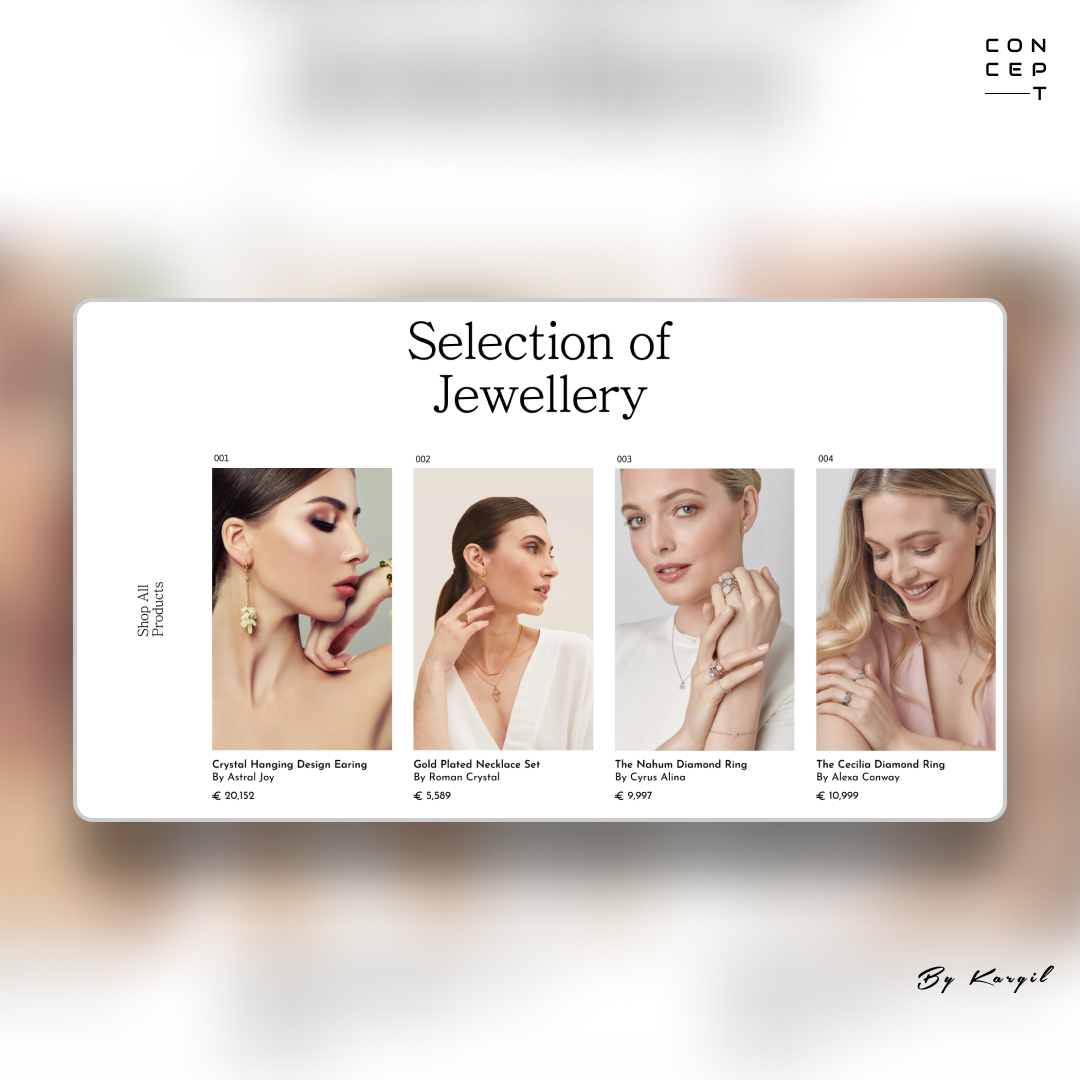 CON
CEP
T
Selection of
Jewellery
Shop All
Products
001
Crystal Hanging Design Earing
By Astral Joy
€ 20,152
002
Gold Plated Necklace Set
By Roman Crystal
€ 5,589
003
The Nahum Diamond Ring
By Cyrus Alina
€ 9,997
004
The Cecilia Diamond Ring
By Alexa Conway
€ 10,999
By Kargil